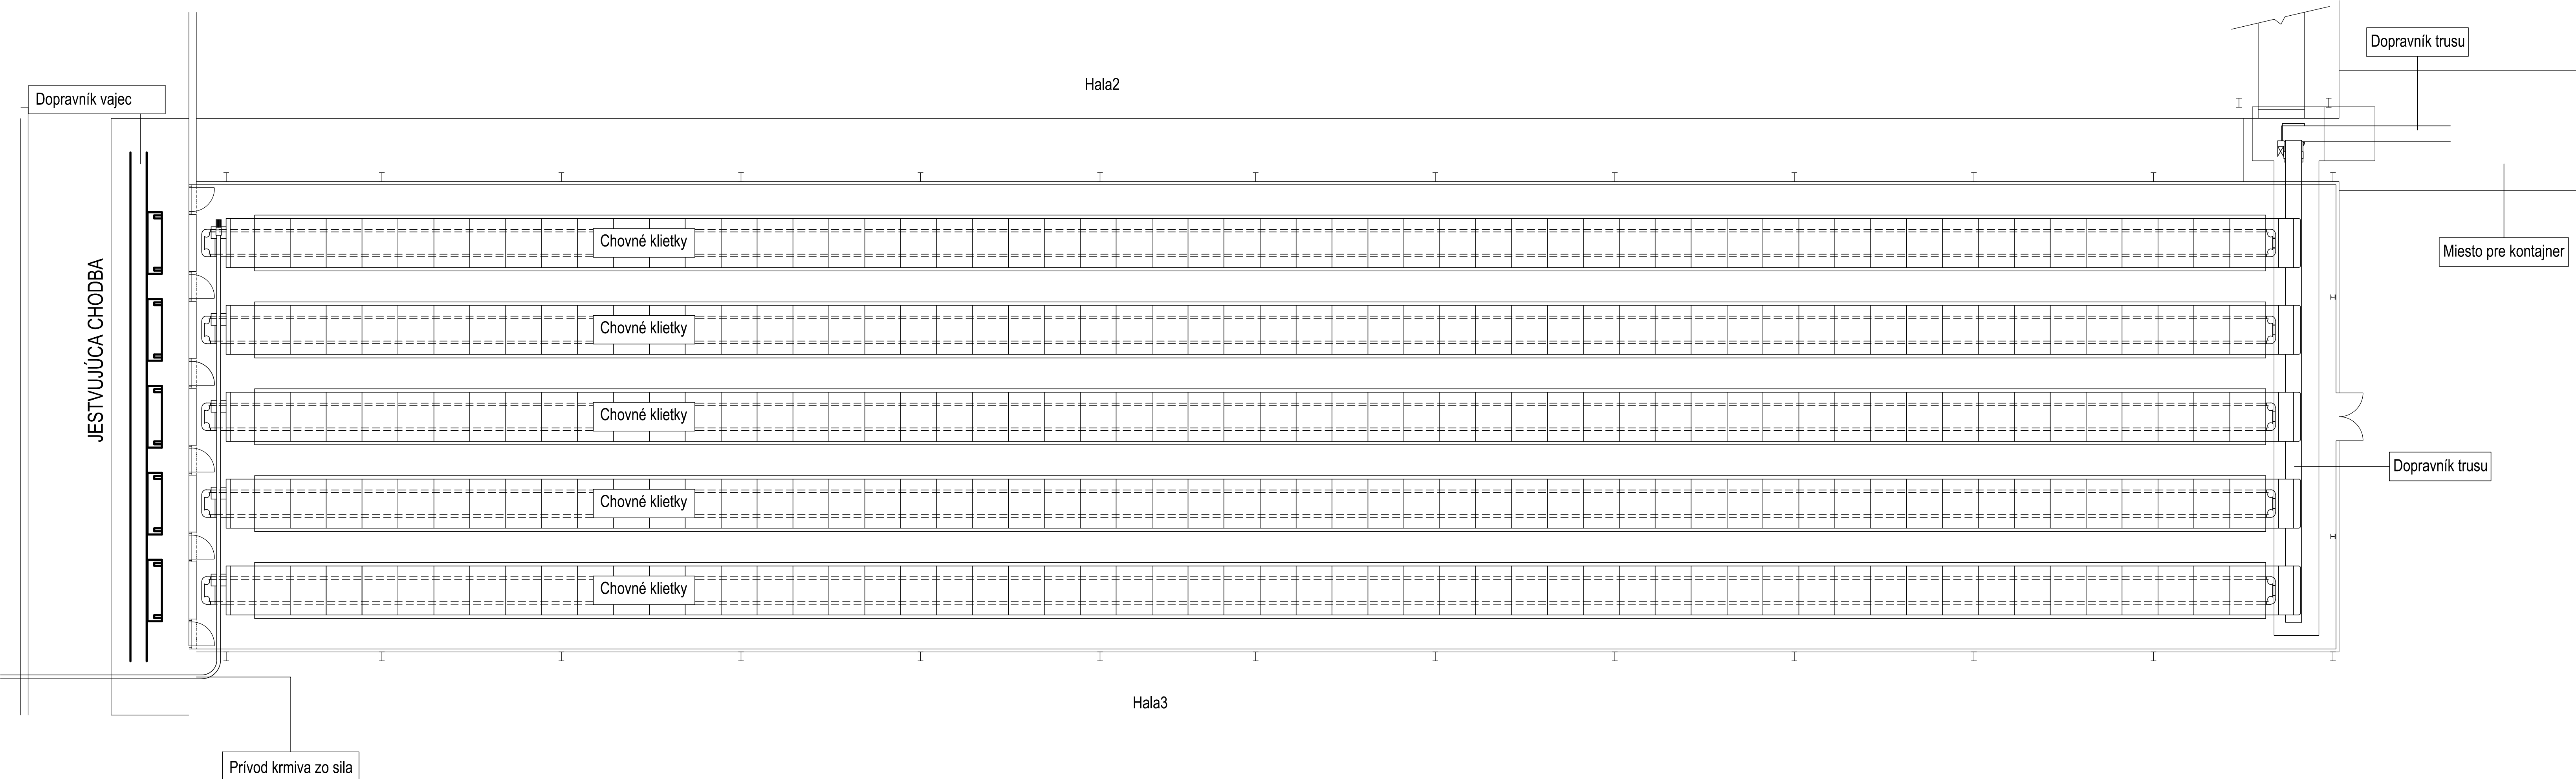 Dopravník trusu
Hala2
Dopravník vajec
Chovné klietky
Miesto pre kontajner
JESTVUJÚCA CHODBA
Chovné klietky
Chovné klietky
Dopravník trusu
Chovné klietky
Chovné klietky
Hala3
Prívod krmiva zo sila